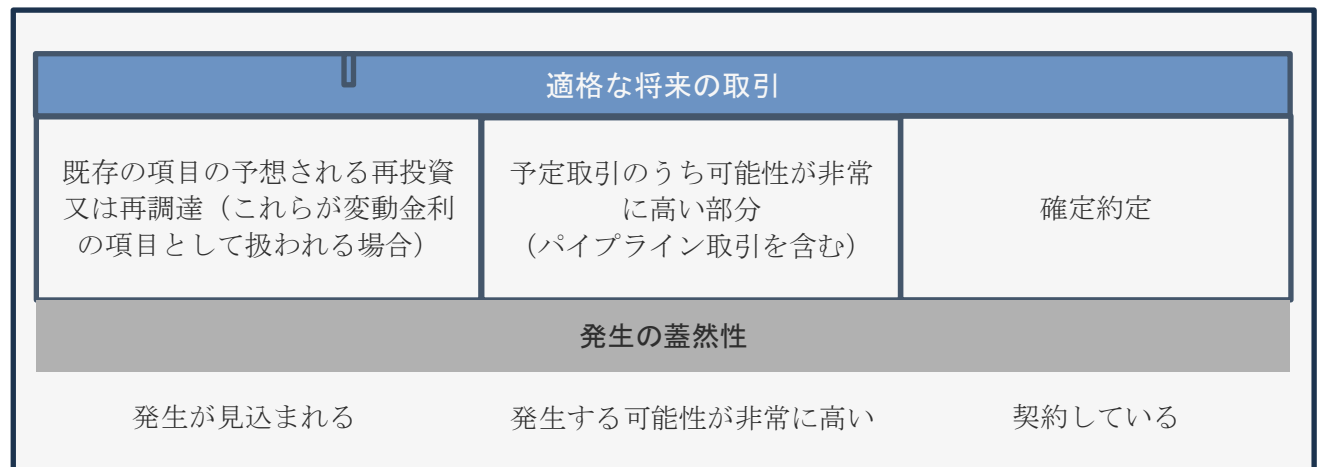 適格な将来の取引
既存の項目の予想される再投資
又は再調達（これらが変動金利
の項目として扱われる場合）
予定取引のうち可能性が非常
に高い部分
（パイプライン取引を含む）
確定約定
発生の蓋然性
発生が見込まれる
発生する可能性が非常に高い
契約している